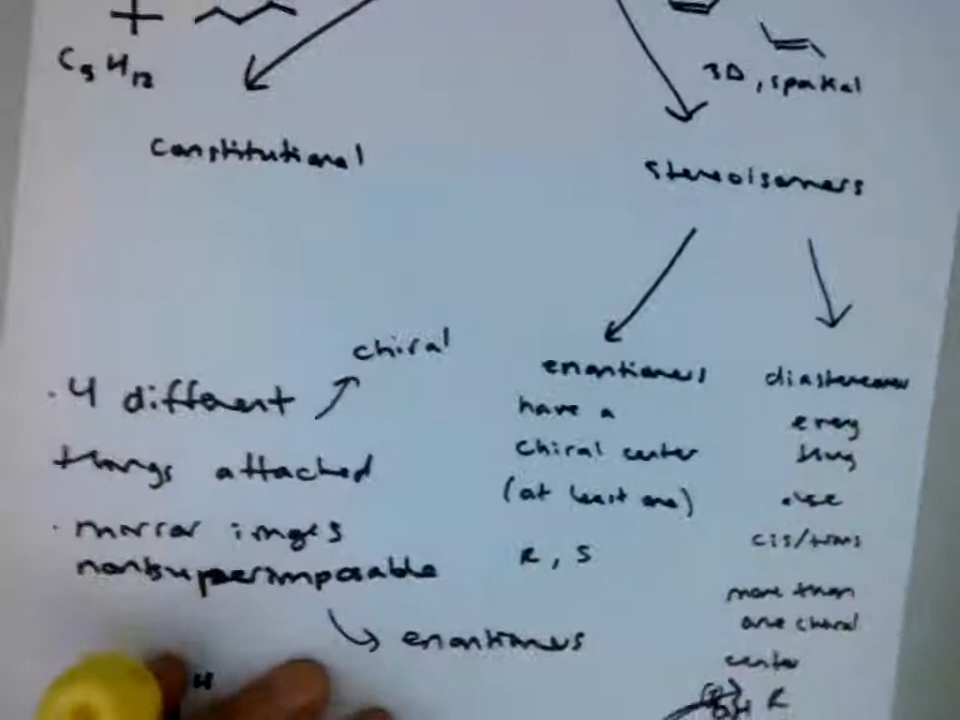 C5H12
3D, spatial
Constitutional
stereoisomers
chiral
· 4 different
things attached
· mirror images
nonsuperimposable
enantiomers
enantiomers
have a
chiral center
(at least one)
R, S
diastereomers
every
thing
else
cis/trans
more than
one chiral
center
R
H